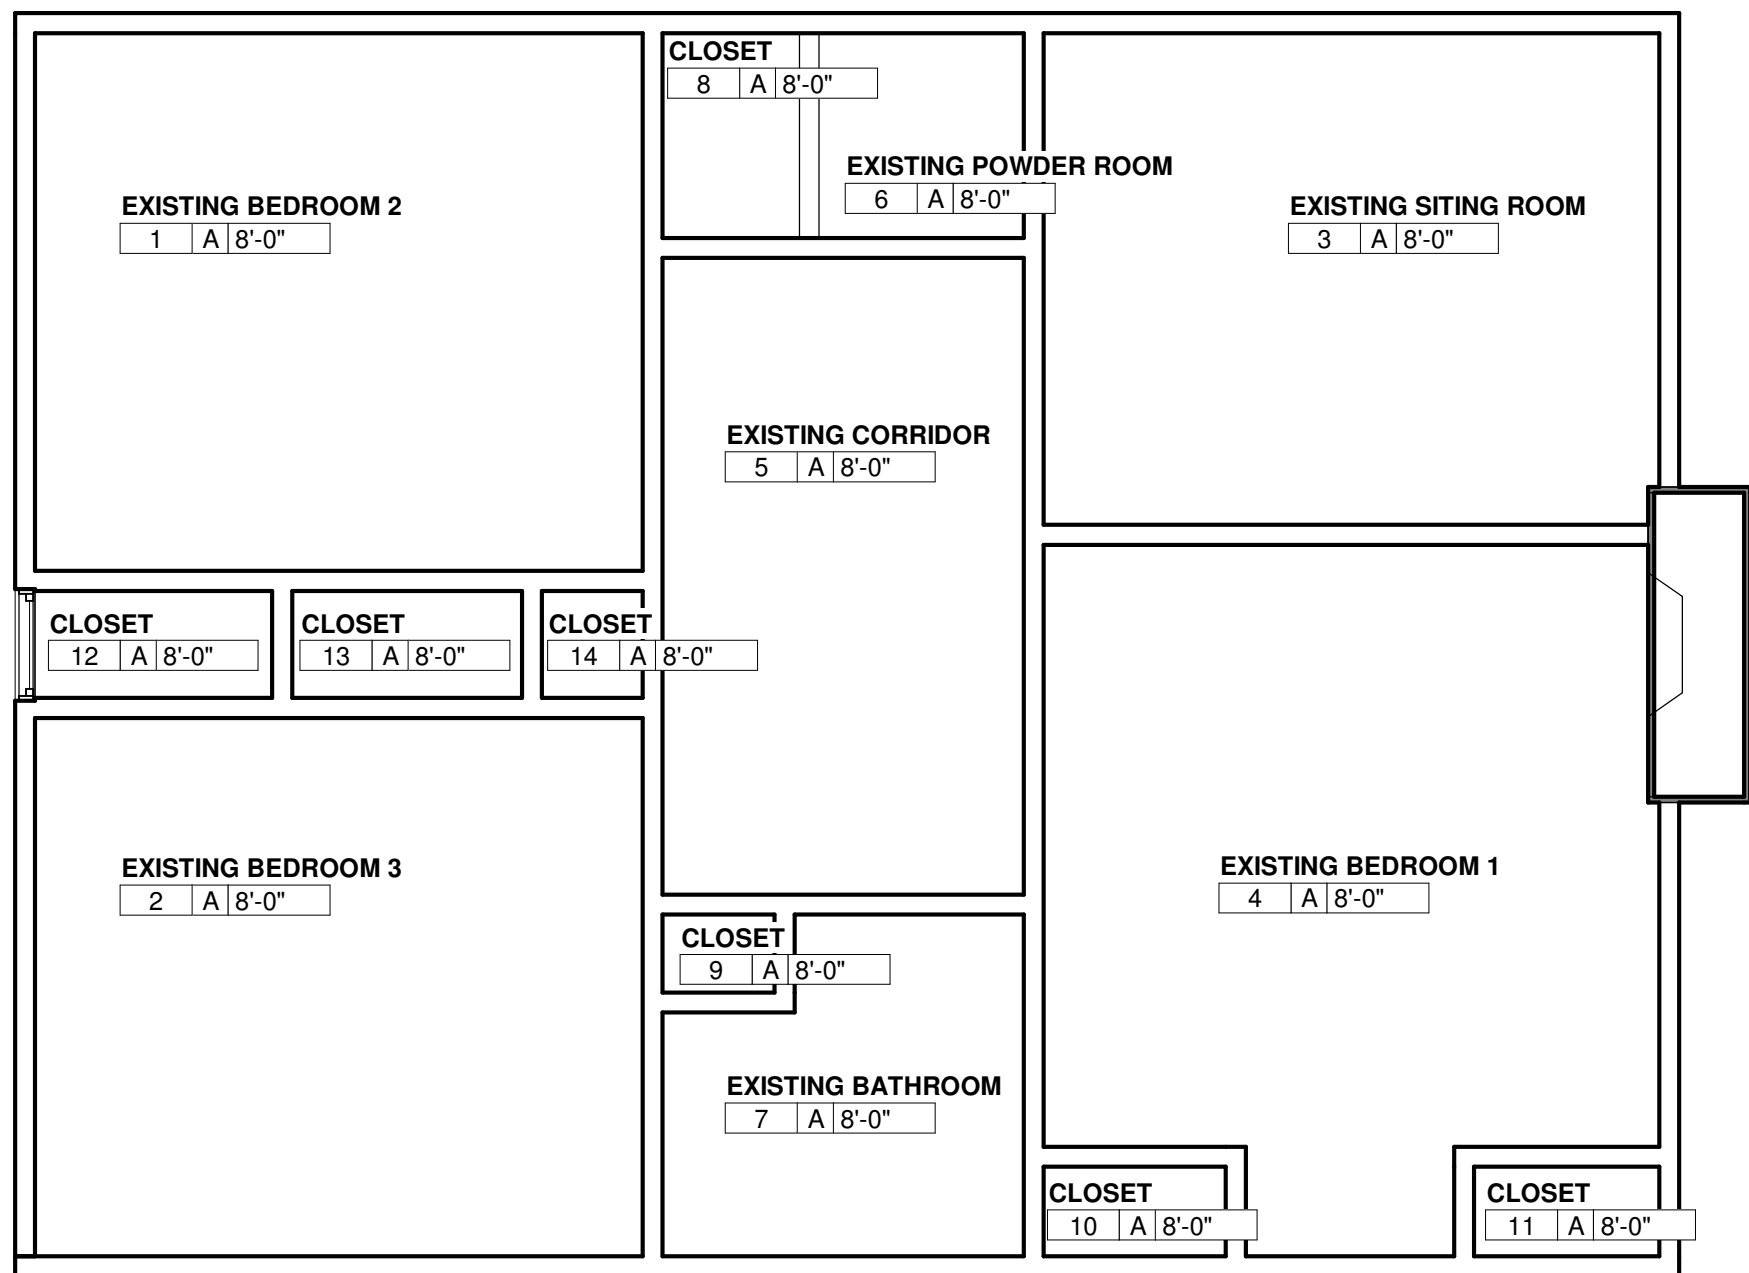 CLOSET
8 A 8'-0"
EXISTING POWDER ROOM
6 A 8'-0"
EXISTING BEDROOM 2
1 A 8'-0"
EXISTING SITING ROOM
3 A 8'-0"
EXISTING CORRIDOR
5 A 8'-0"
CLOSET
12 A 8'-0"
CLOSET
13 A 8'-0"
CLOSET
14 A 8'-0"
EXISTING BEDROOM 3
2 A 8'-0"
EXISTING BEDROOM 1
4 A 8'-0"
CLOSET
9 A 8'-0"
EXISTING BATHROOM
7 A 8'-0"
CLOSET
10 A 8'-0"
CLOSET
11 A 8'-0"